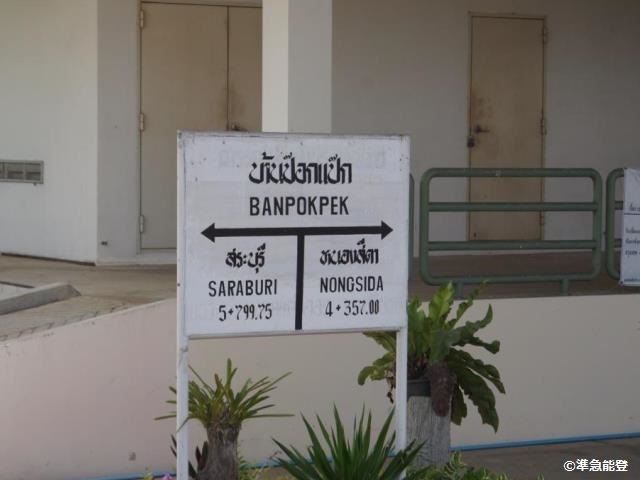 บ้านป๊อกแป๊ก
BANPOKPEK
สระบุรี
SARABURI
5+799.75
หนองสีดา
NONGSIDA
4+357.00
©準急能登